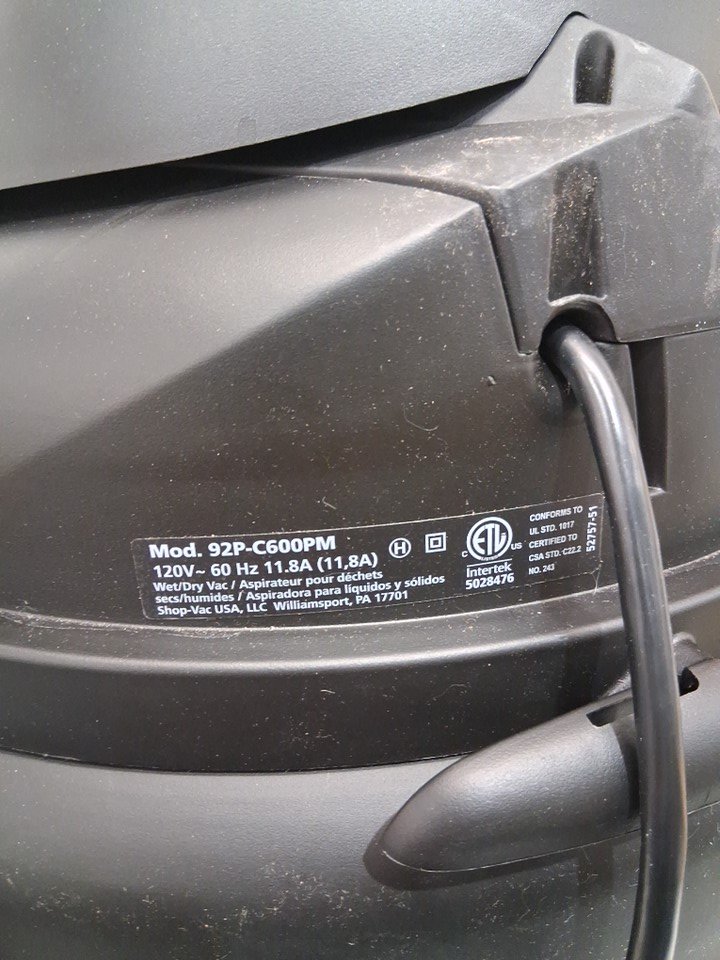 Mod. 92P-C600PM
120V~ 60 Hz 11.8A (11,8A)
Wet/Dry Vac / Aspirateur pour déchets
secs/humides / Aspiradora para líquidos y sólidos
Shop-Vac USA, LLC Williamsport, PA 17701
H
C ETL US
Intertek
5028476
CONFORMS TO
UL STD. 1017
CERTIFIED TO
CSA STD. C22.2
NO. 243
52757-51